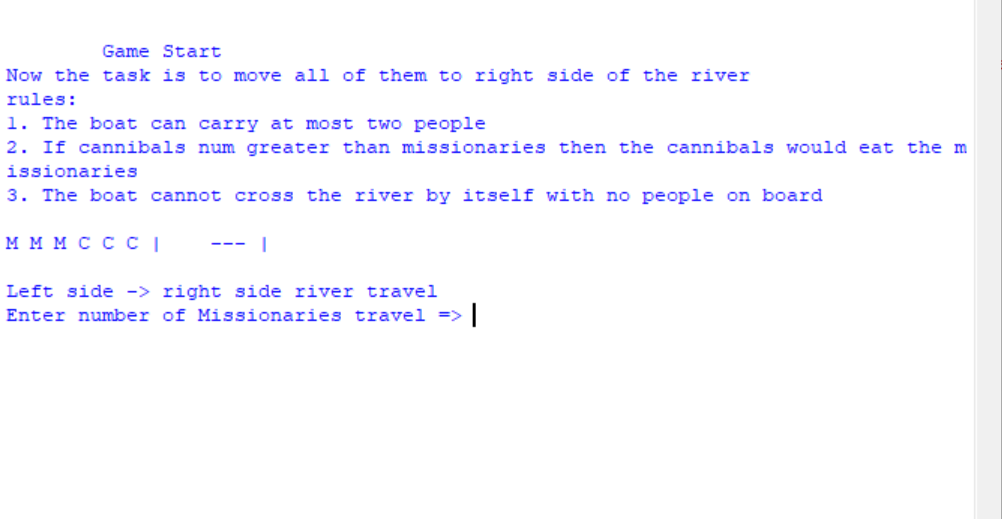 Game Start
Now the task is to move all of them to right side of the river
rules:
1. The boat can carry at most two people
2. If cannibals num greater than missionaries then the cannibals would eat the m
issionaries
3. The boat cannot cross the river by itself with no people on board
M M M C C C |    --- |
Left side -> right side river travel
Enter number of Missionaries travel =>